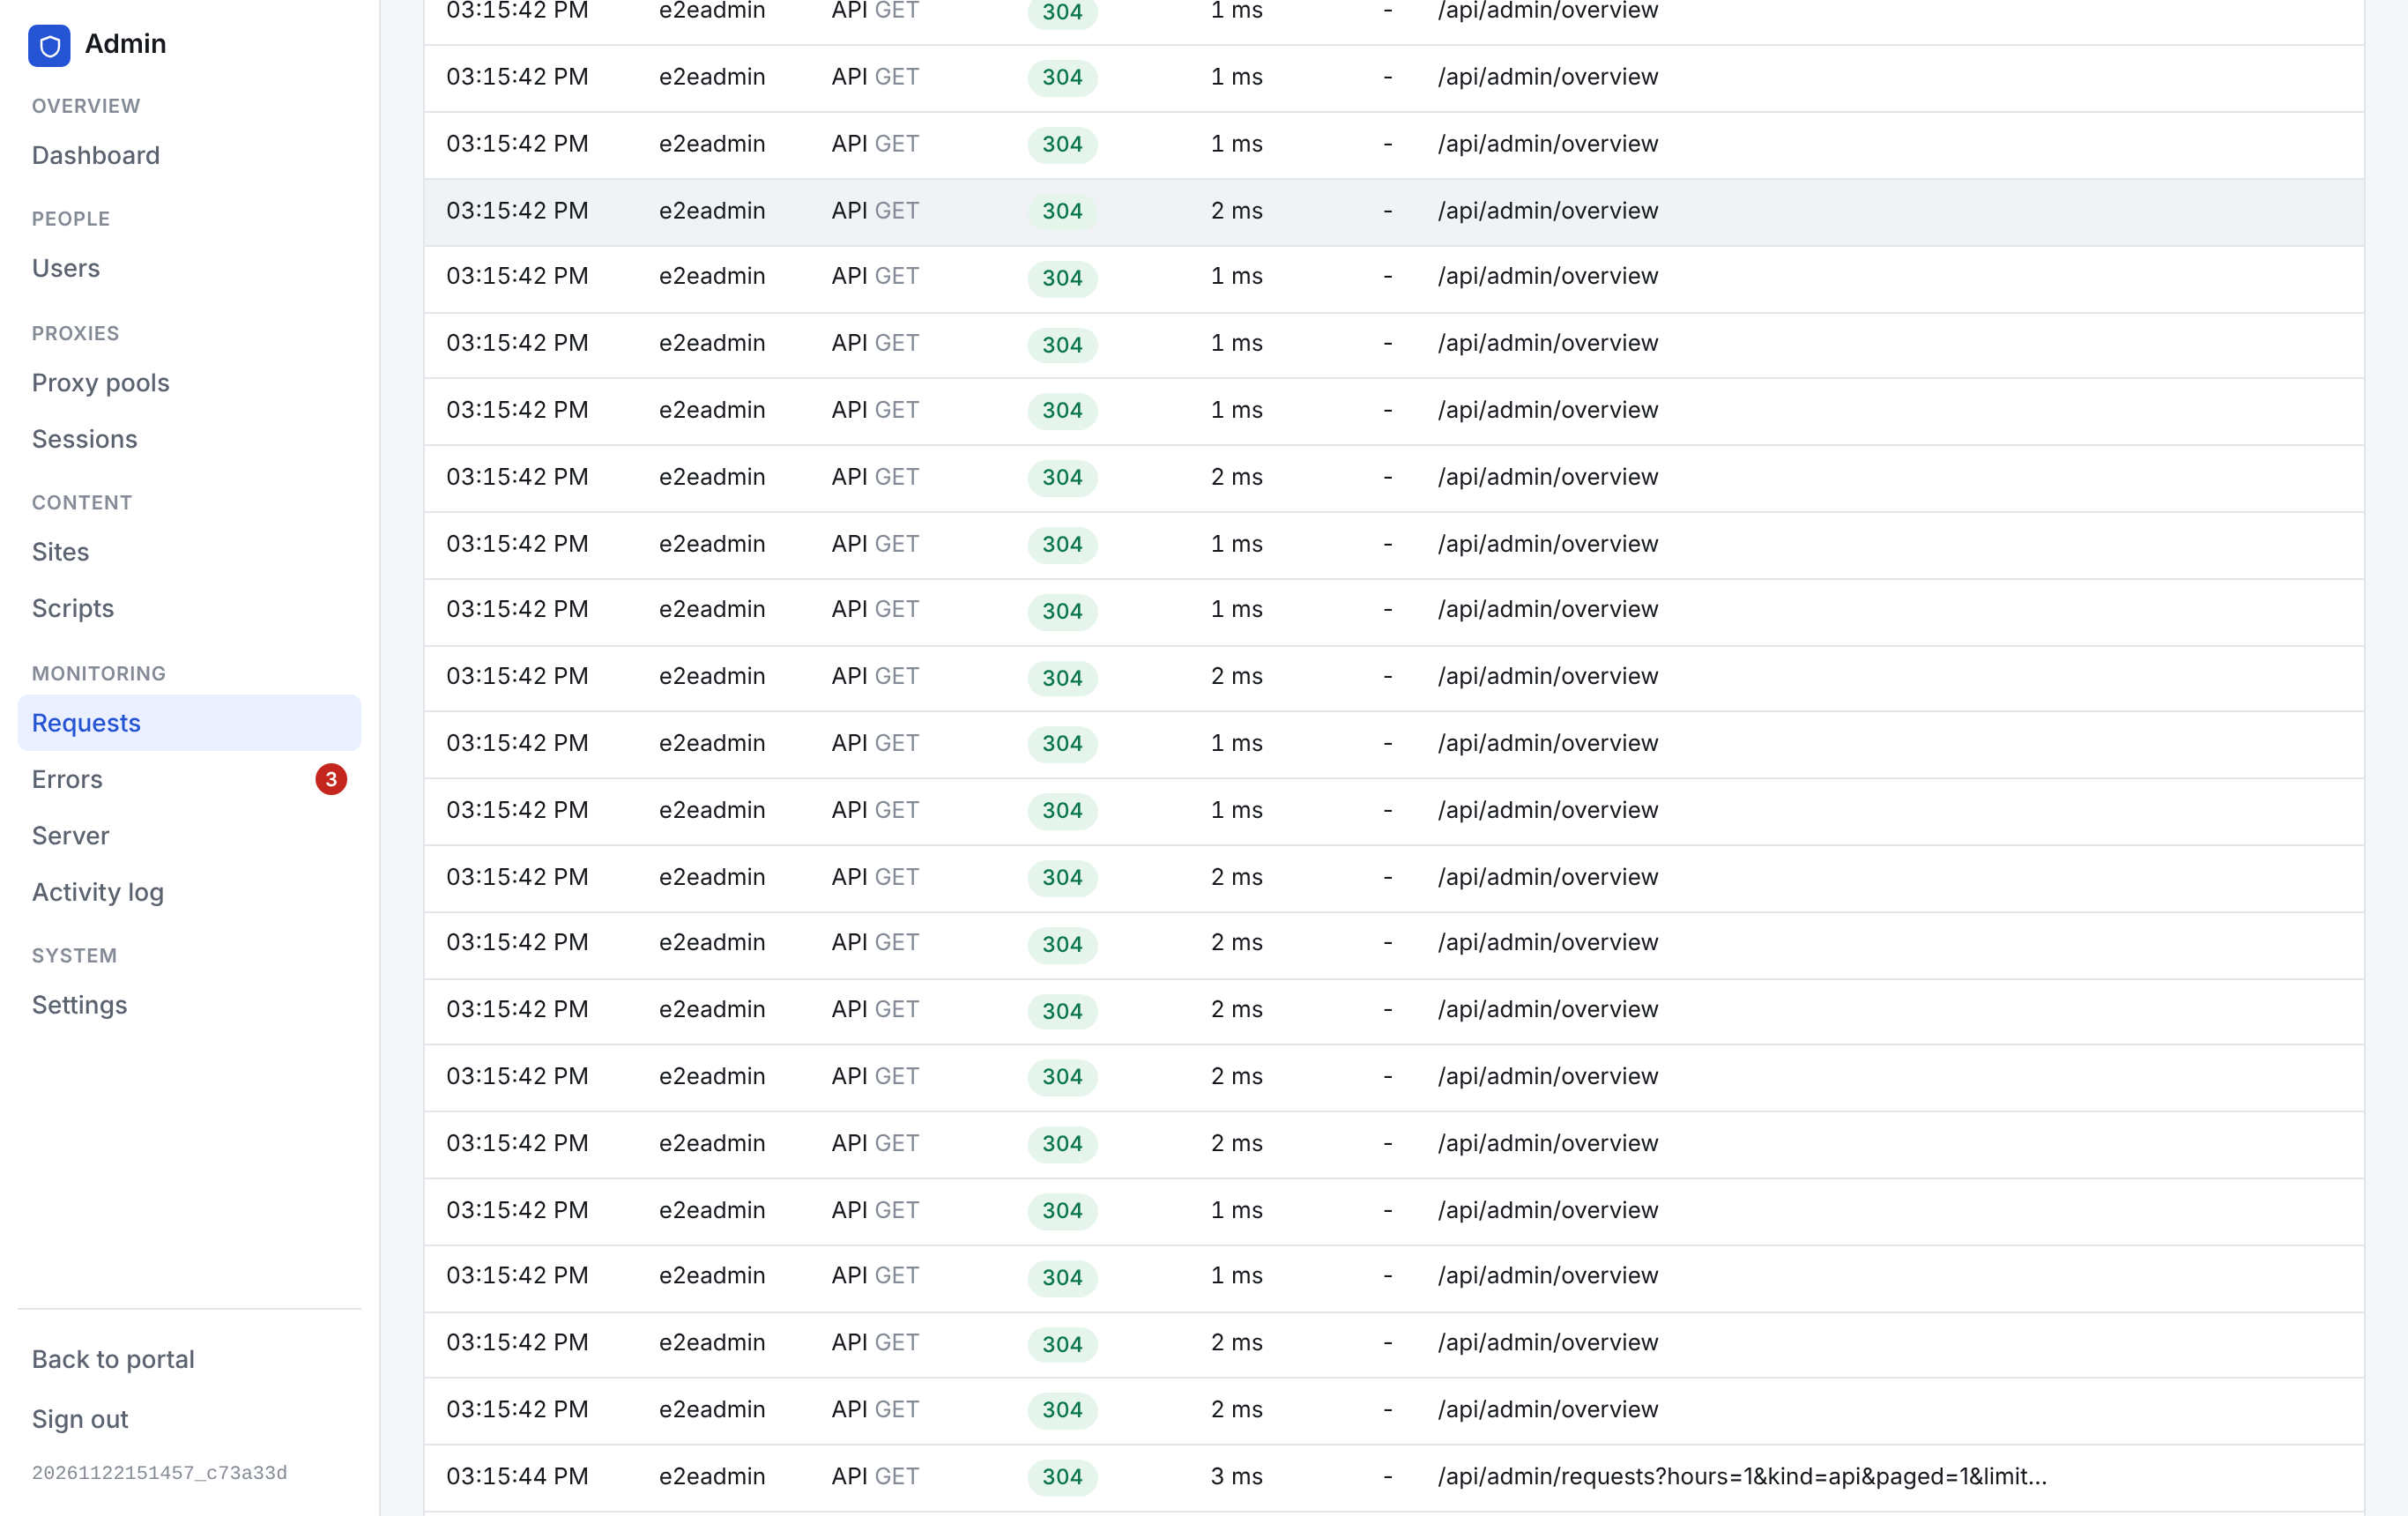 Admin
OVERVIEW
Dashboard
PEOPLE
Users
PROXIES
Proxy pools
Sessions
CONTENT
Sites
Scripts
MONITORING
Requests
Errors 3
Server
Activity log
SYSTEM
Settings
Back to portal
Sign out
20261122151457_c73a33d
03:15:42 PM e2eadmin API GET 304 1 ms - /api/admin/overview
03:15:42 PM e2eadmin API GET 304 1 ms - /api/admin/overview
03:15:42 PM e2eadmin API GET 304 1 ms - /api/admin/overview
03:15:42 PM e2eadmin API GET 304 2 ms - /api/admin/overview
03:15:42 PM e2eadmin API GET 304 1 ms - /api/admin/overview
03:15:42 PM e2eadmin API GET 304 1 ms - /api/admin/overview
03:15:42 PM e2eadmin API GET 304 1 ms - /api/admin/overview
03:15:42 PM e2eadmin API GET 304 2 ms - /api/admin/overview
03:15:42 PM e2eadmin API GET 304 1 ms - /api/admin/overview
03:15:42 PM e2eadmin API GET 304 1 ms - /api/admin/overview
03:15:42 PM e2eadmin API GET 304 2 ms - /api/admin/overview
03:15:42 PM e2eadmin API GET 304 1 ms - /api/admin/overview
03:15:42 PM e2eadmin API GET 304 1 ms - /api/admin/overview
03:15:42 PM e2eadmin API GET 304 2 ms - /api/admin/overview
03:15:42 PM e2eadmin API GET 304 2 ms - /api/admin/overview
03:15:42 PM e2eadmin API GET 304 2 ms - /api/admin/overview
03:15:42 PM e2eadmin API GET 304 2 ms - /api/admin/overview
03:15:42 PM e2eadmin API GET 304 2 ms - /api/admin/overview
03:15:42 PM e2eadmin API GET 304 1 ms - /api/admin/overview
03:15:42 PM e2eadmin API GET 304 1 ms - /api/admin/overview
03:15:42 PM e2eadmin API GET 304 2 ms - /api/admin/overview
03:15:42 PM e2eadmin API GET 304 2 ms - /api/admin/overview
03:15:44 PM e2eadmin API GET 304 3 ms - /api/admin/requests?hours=1&kind=api&paged=1&limit...